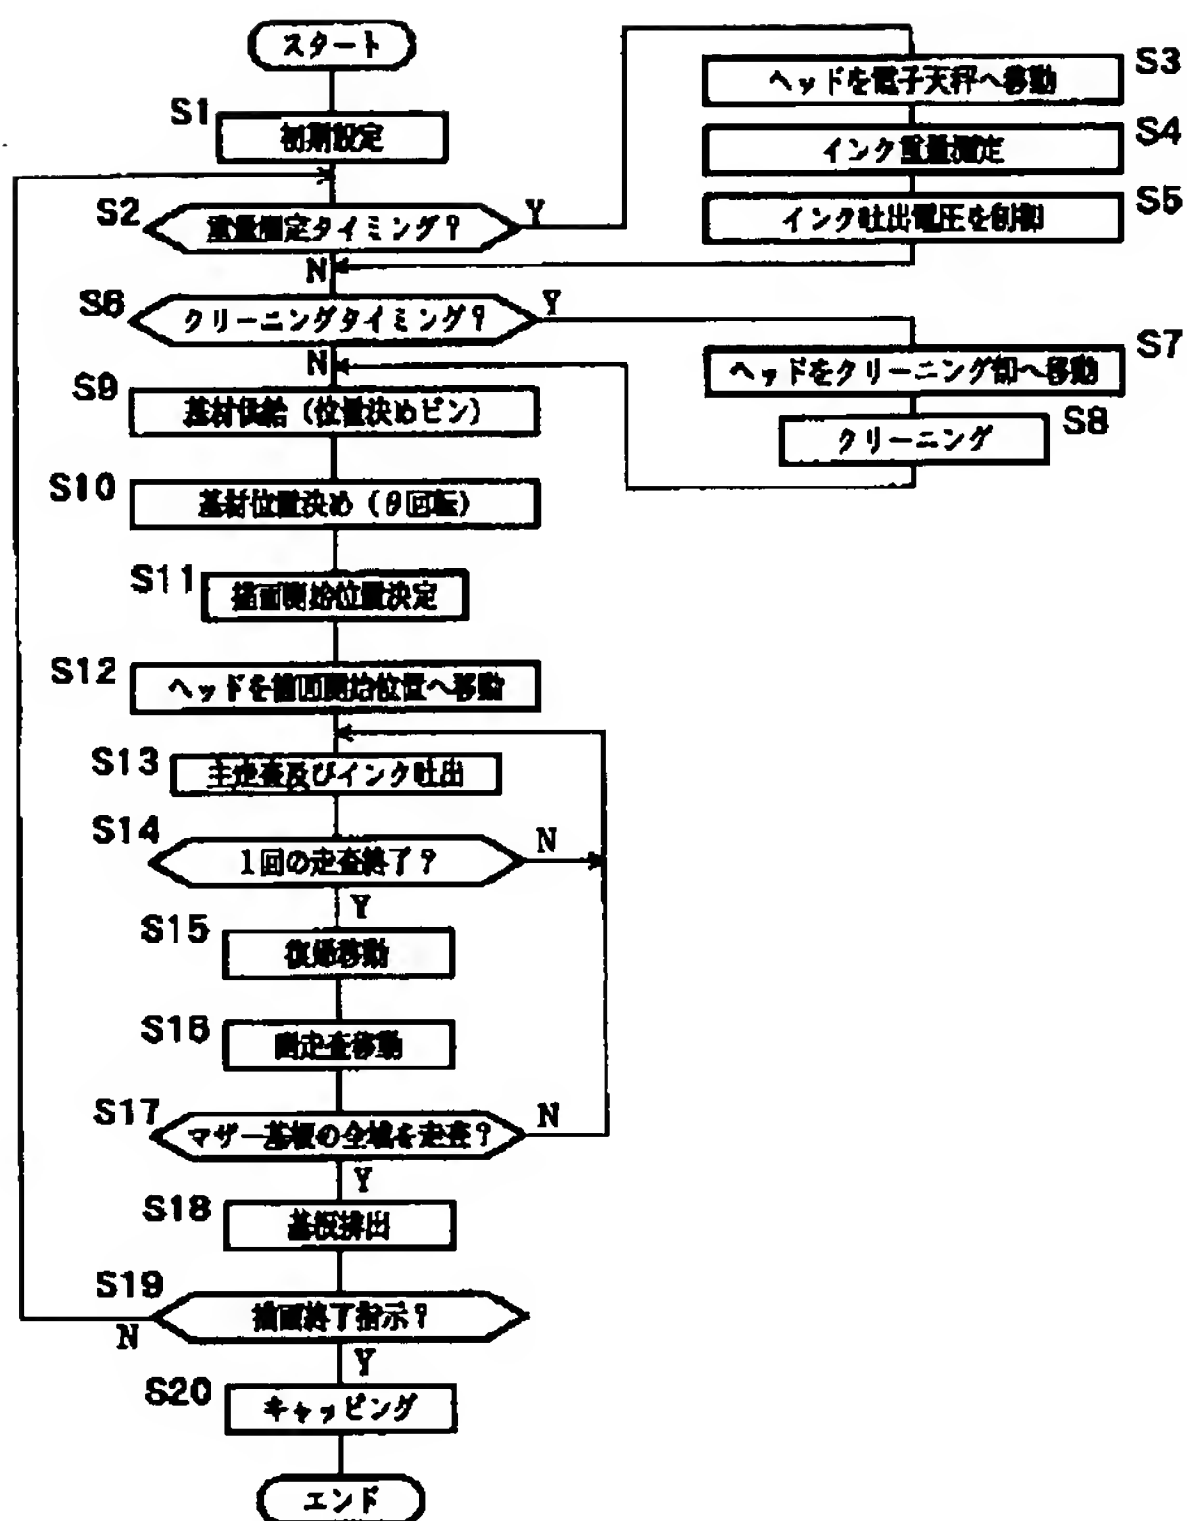 スタート
S1
初期設定
S2
重量測定タイミング?
Y
N
S3
ヘッドを電子天秤へ移動
S4
インク重量測定
S5
インク吐出電圧を制御
S6
クリーニングタイミング?
Y
N
S7
ヘッドをクリーニング部へ移動
S8
クリーニング
S9
基材供給(位置決めピン)
S10
基材位置決め(θ回転)
S11
描画開始位置決定
S12
ヘッドを描画開始位置へ移動
S13
主走査及びインク吐出
S14
1回の走査終了?
N
Y
S15
復帰移動
S16
副走査移動
S17
マザー基板の全域を走査?
N
Y
S18
基板排出
S19
描画終了指示?
N
Y
S20
キャッピング
エンド